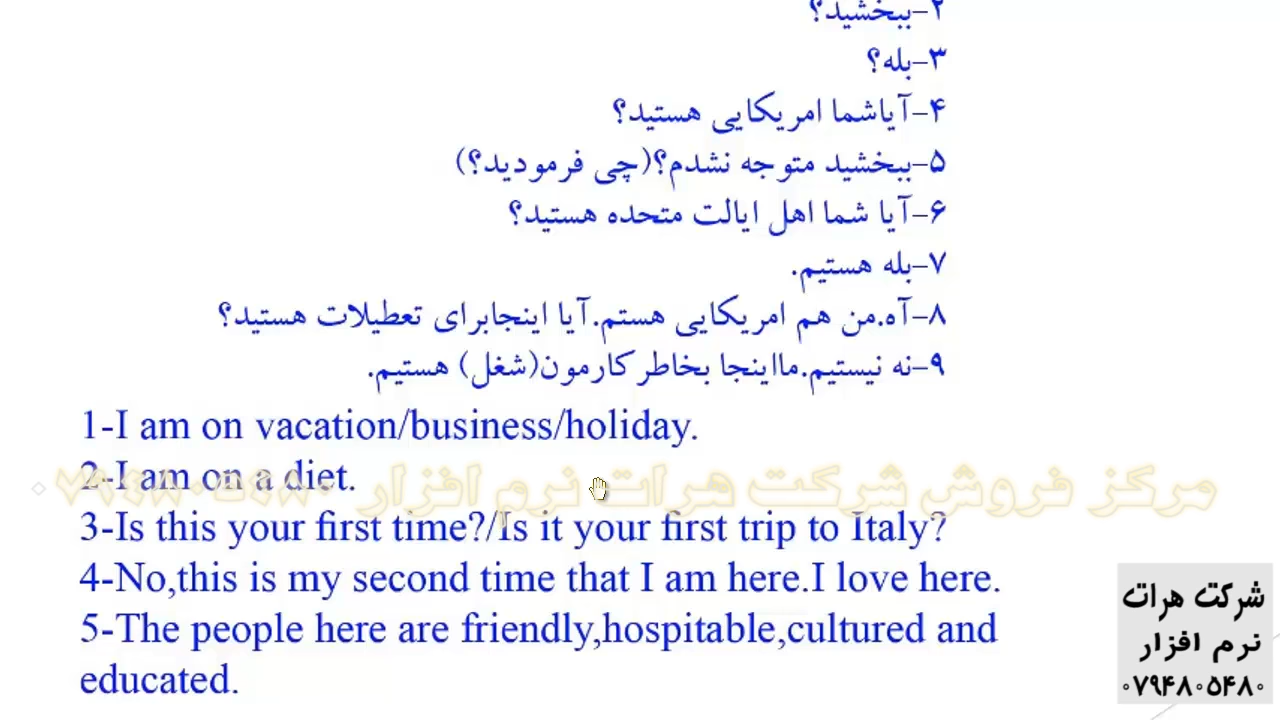 ۲-ببخشید؟
۳-بله؟
۴-آیاشما امریکایی هستید؟
۵-ببخشید متوجه نشدم؟(چی فرمودید؟)
۶-آیا شما اهل ایالت متحده هستید؟
۷-بله هستیم.
۸-آه.من هم امریکایی هستم.آیا اینجابرای تعطیلات هستید؟
۹-نه نیستیم.مااینجا بخاطرکارمون(شغل) هستیم.
1-I am on vacation/business/holiday.
2-I am on a diet.
مرکز فروش شرکت هرات نرم افزار ۰۷۹۴۸۰۵۴۸۰
3-Is this your first time?/Is it your first trip to Italy?
4-No,this is my second time that I am here.I love here.
5-The people here are friendly,hospitable,cultured and
educated.
شرکت هرات
نرم افزار
۰۷۹۴۸۰۵۴۸۰